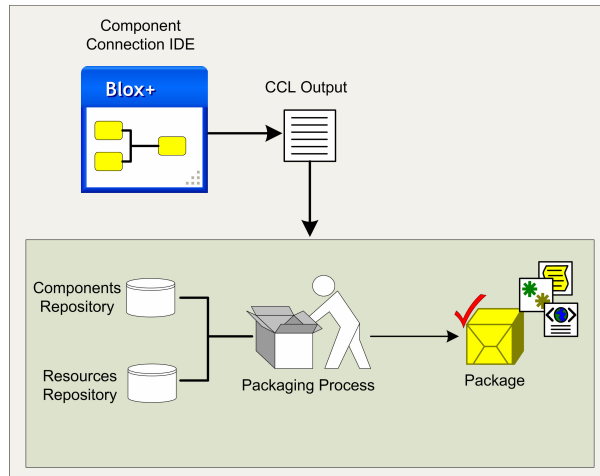 Component
Connection IDE
Blox+
CCL Output
Components
Repository
Resources
Repository
Packaging Process
Package